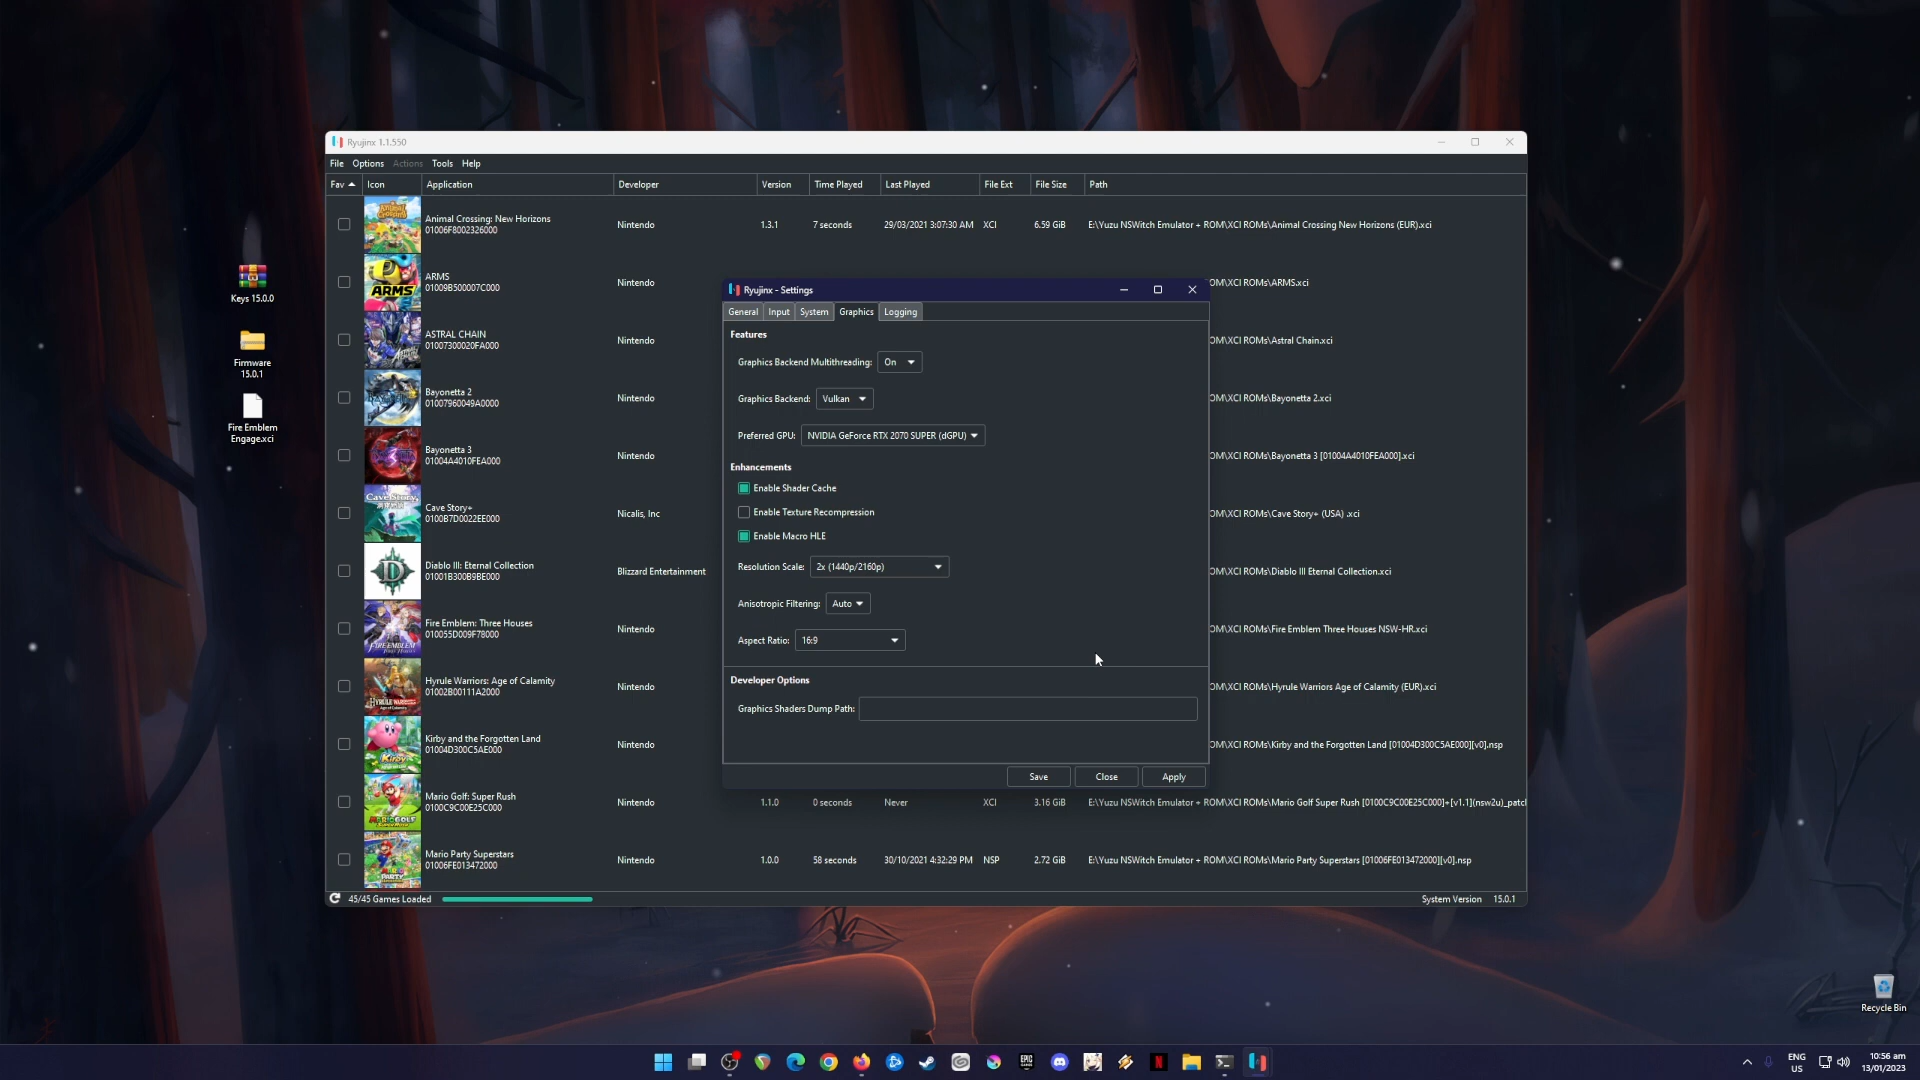 Ryujinx 1.1.550
File Options Actions Tools Help
Fav Icon Application Developer Version Time Played Last Played File Ext File Size Path
Animal Crossing: New Horizons
01006F8002326000
Nintendo 1.3.1 7 seconds 29/03/2021 3:07:30 AM XCI 6.59 GiB E:\Yuzu NSWitch Emulator + ROM\XCI ROMs\Animal Crossing New Horizons (EUR).xci
ARMS
01009B500007C000
Nintendo OM\XCI ROMs\ARMS.xci
ASTRAL CHAIN
01007300020FA000
Nintendo OM\XCI ROMs\Astral Chain.xci
Bayonetta 2
01007960049A0000
Nintendo OM\XCI ROMs\Bayonetta 2.xci
Bayonetta 3
01004A4010FEA000
Nintendo OM\XCI ROMs\Bayonetta 3 [01004A4010FEA000].xci
Cave Story+
0100B7D0022EE000
Nicalis, Inc OM\XCI ROMs\Cave Story+ (USA) .xci
Diablo III: Eternal Collection
01001B300B9BE000
Blizzard Entertainment OM\XCI ROMs\Diablo III Eternal Collection.xci
Fire Emblem: Three Houses
010055D009F78000
Nintendo OM\XCI ROMs\Fire Emblem Three Houses NSW-HR.xci
Hyrule Warriors: Age of Calamity
01002B00111A2000
Nintendo OM\XCI ROMs\Hyrule Warriors Age of Calamity (EUR).xci
Kirby and the Forgotten Land
01004D300C5AE000
Nintendo OM\XCI ROMs\Kirby and the Forgotten Land [01004D300C5AE000][v0].nsp
Mario Golf: Super Rush
0100C9C00E25C000
Nintendo 1.1.0 0 seconds Never XCI 3.16 GiB E:\Yuzu NSWitch Emulator + ROM\XCI ROMs\Mario Golf Super Rush [0100C9C00E25C000]+[v1.1](nsw2u)_patcl
Mario Party Superstars
01006FE013472000
Nintendo 1.0.0 58 seconds 30/10/2021 4:32:29 PM NSP 2.72 GiB E:\Yuzu NSWitch Emulator + ROM\XCI ROMs\Mario Party Superstars [01006FE013472000][v0].nsp
45/45 Games Loaded
System Version 15.0.1
Ryujinx - Settings
General Input System Graphics Logging
Features
Graphics Backend Multithreading: On
Graphics Backend: Vulkan
Preferred GPU: NVIDIA GeForce RTX 2070 SUPER (dGPU)
Enhancements
Enable Shader Cache
Enable Texture Recompression
Enable Macro HLE
Resolution Scale: 2x (1440p/2160p)
Anisotropic Filtering: Auto
Aspect Ratio: 16:9
Developer Options
Graphics Shaders Dump Path:
Save Close Apply
Keys 15.0.0
Firmware
15.0.1
Fire Emblem
Engage.xci
Recycle Bin
ENG
US
10:56 am
13/01/2023
ARMS
Cave Story